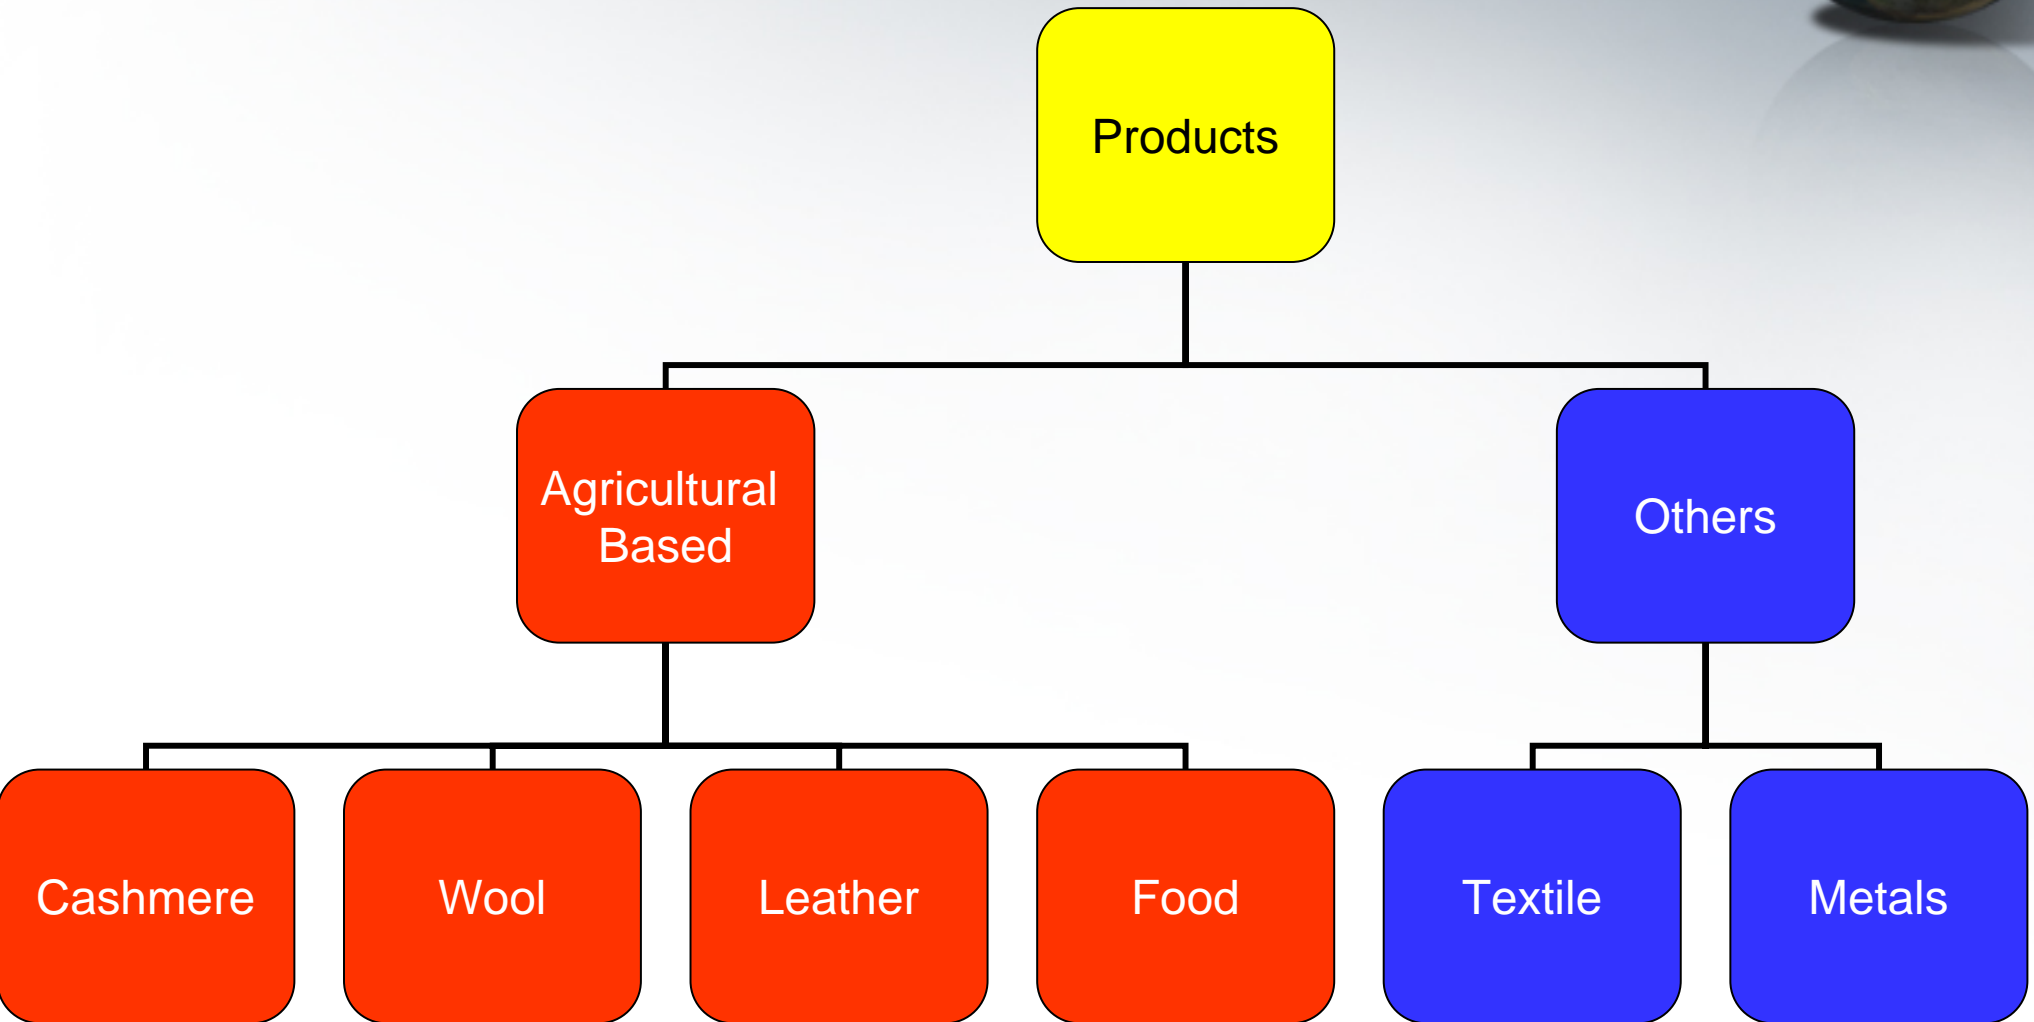 Products
Agricultural
Based
Others
Cashmere
Wool
Leather
Food
Textile
Metals